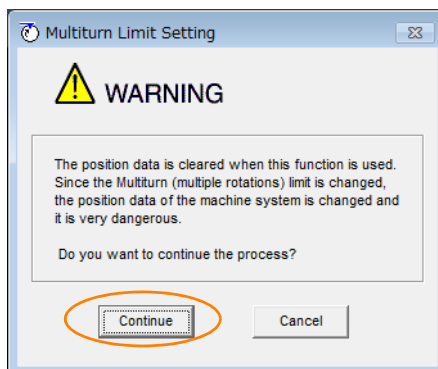 Multiturn Limit Setting
WARNING
The position data is cleared when this function is used.
Since the Multiturn (multiple rotations) limit is changed,
the position data of the machine system is changed and
it is very dangerous.
Do you want to continue the process?
Continue
Cancel